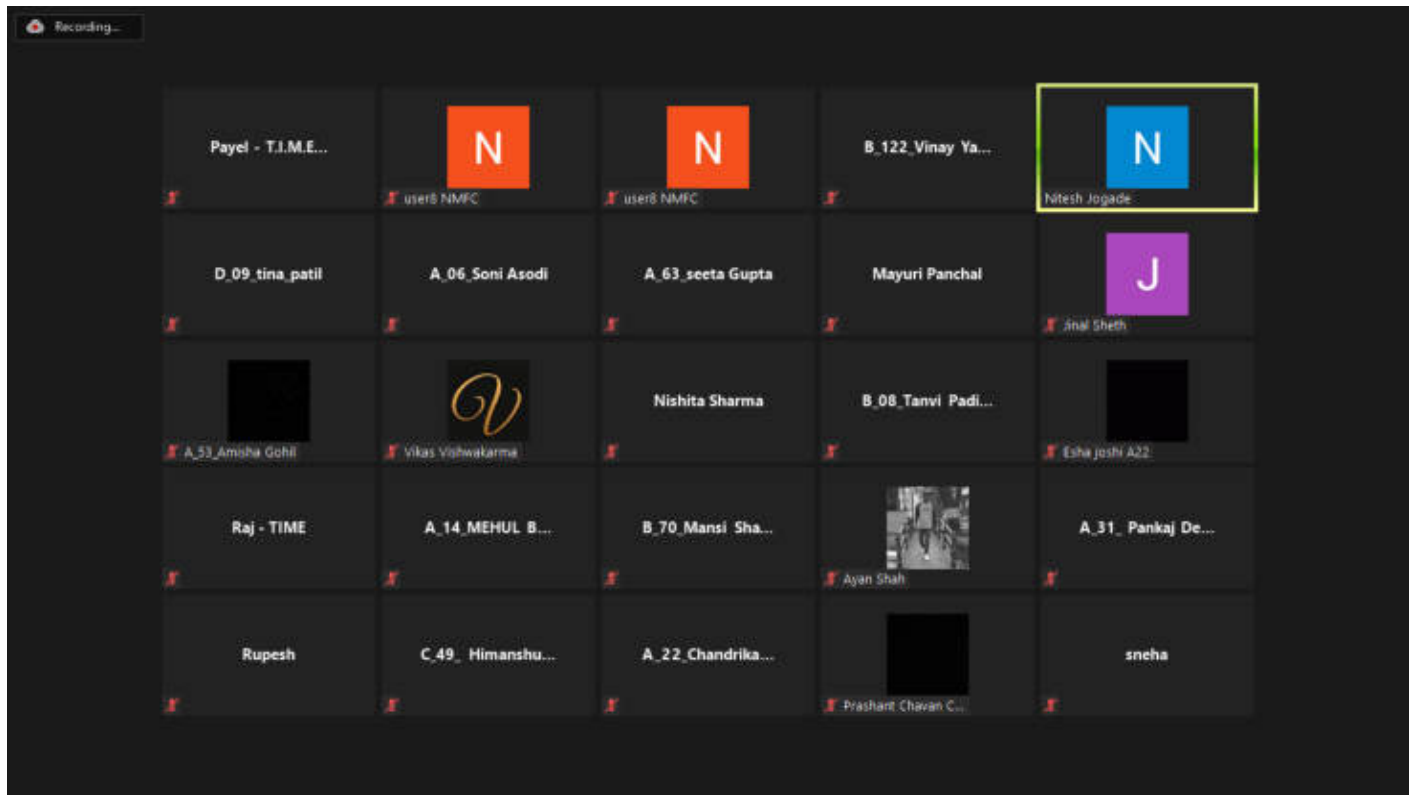 Recording...
Payel - T.I.M.E...
N
user8 NMFC
N
user8 NMFC
B_122_Vinay Ya...
N
Nitesh Jogade
D_09_tina_patil
A_06_Soni Asodi
A_63_seeta Gupta
Mayuri Panchal
J
Jinal Sheth
A_53_Amisha Gohil
V
Vikas Vishwakarma
Nishita Sharma
B_08_Tanvi Padi...
Esha joshi A22
Raj - TIME
A_14_MEHUL B...
B_70_Mansi Sha...
Ayan Shah
A_31_ Pankaj De...
Rupesh
C_49_ Himanshu...
A_22_Chandrika...
Prashant Chavan C...
sneha